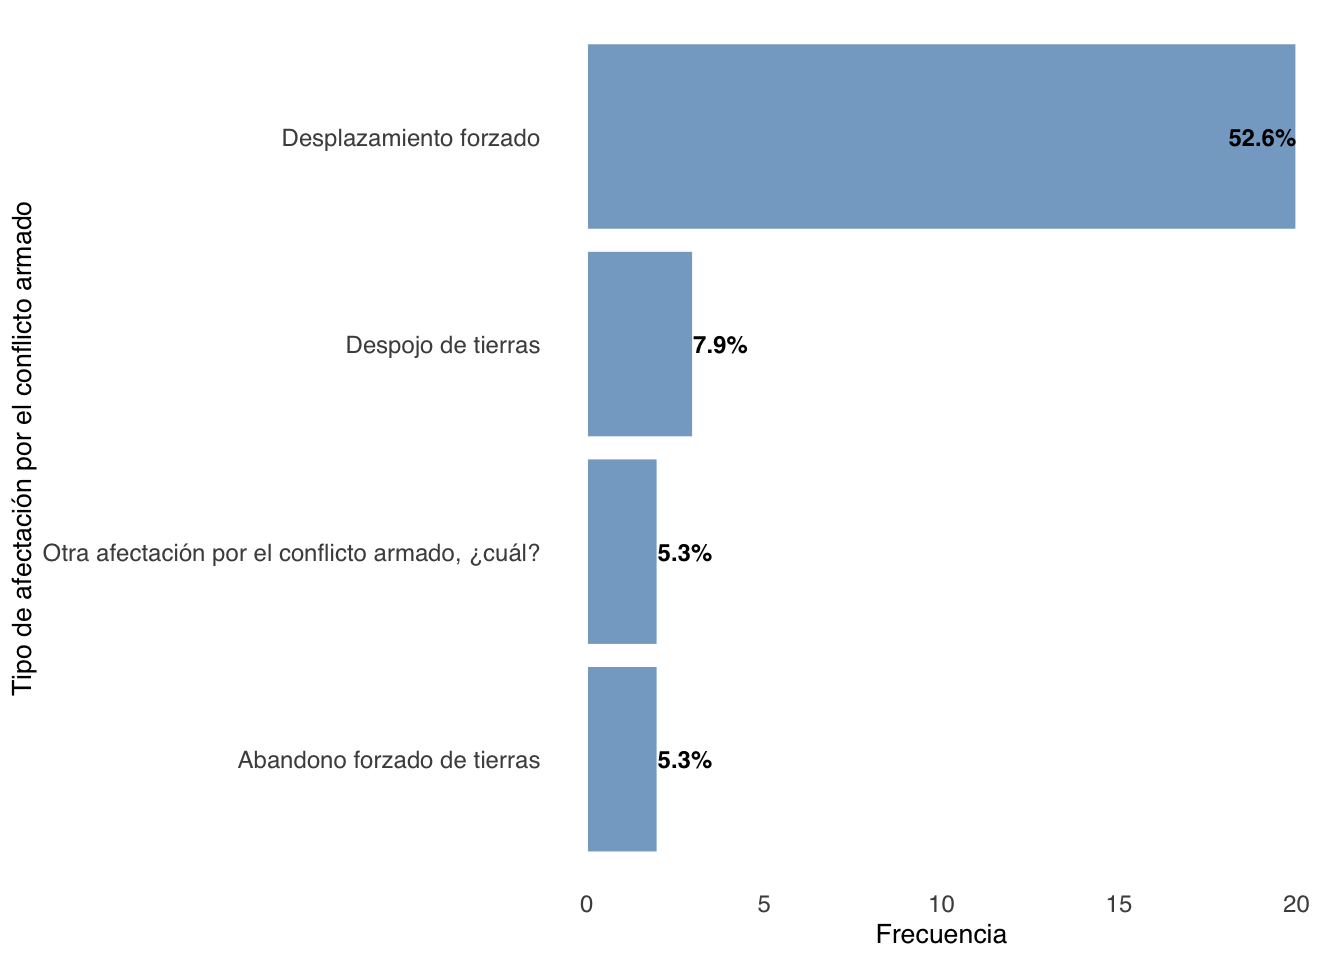 Tipo de afectación por el conflicto armado
Desplazamiento forzado
52.6%
Despojo de tierras
7.9%
Otra afectación por el conflicto armado, ¿cuál?
5.3%
Abandono forzado de tierras
5.3%
0
5
10
15
20
Frecuencia